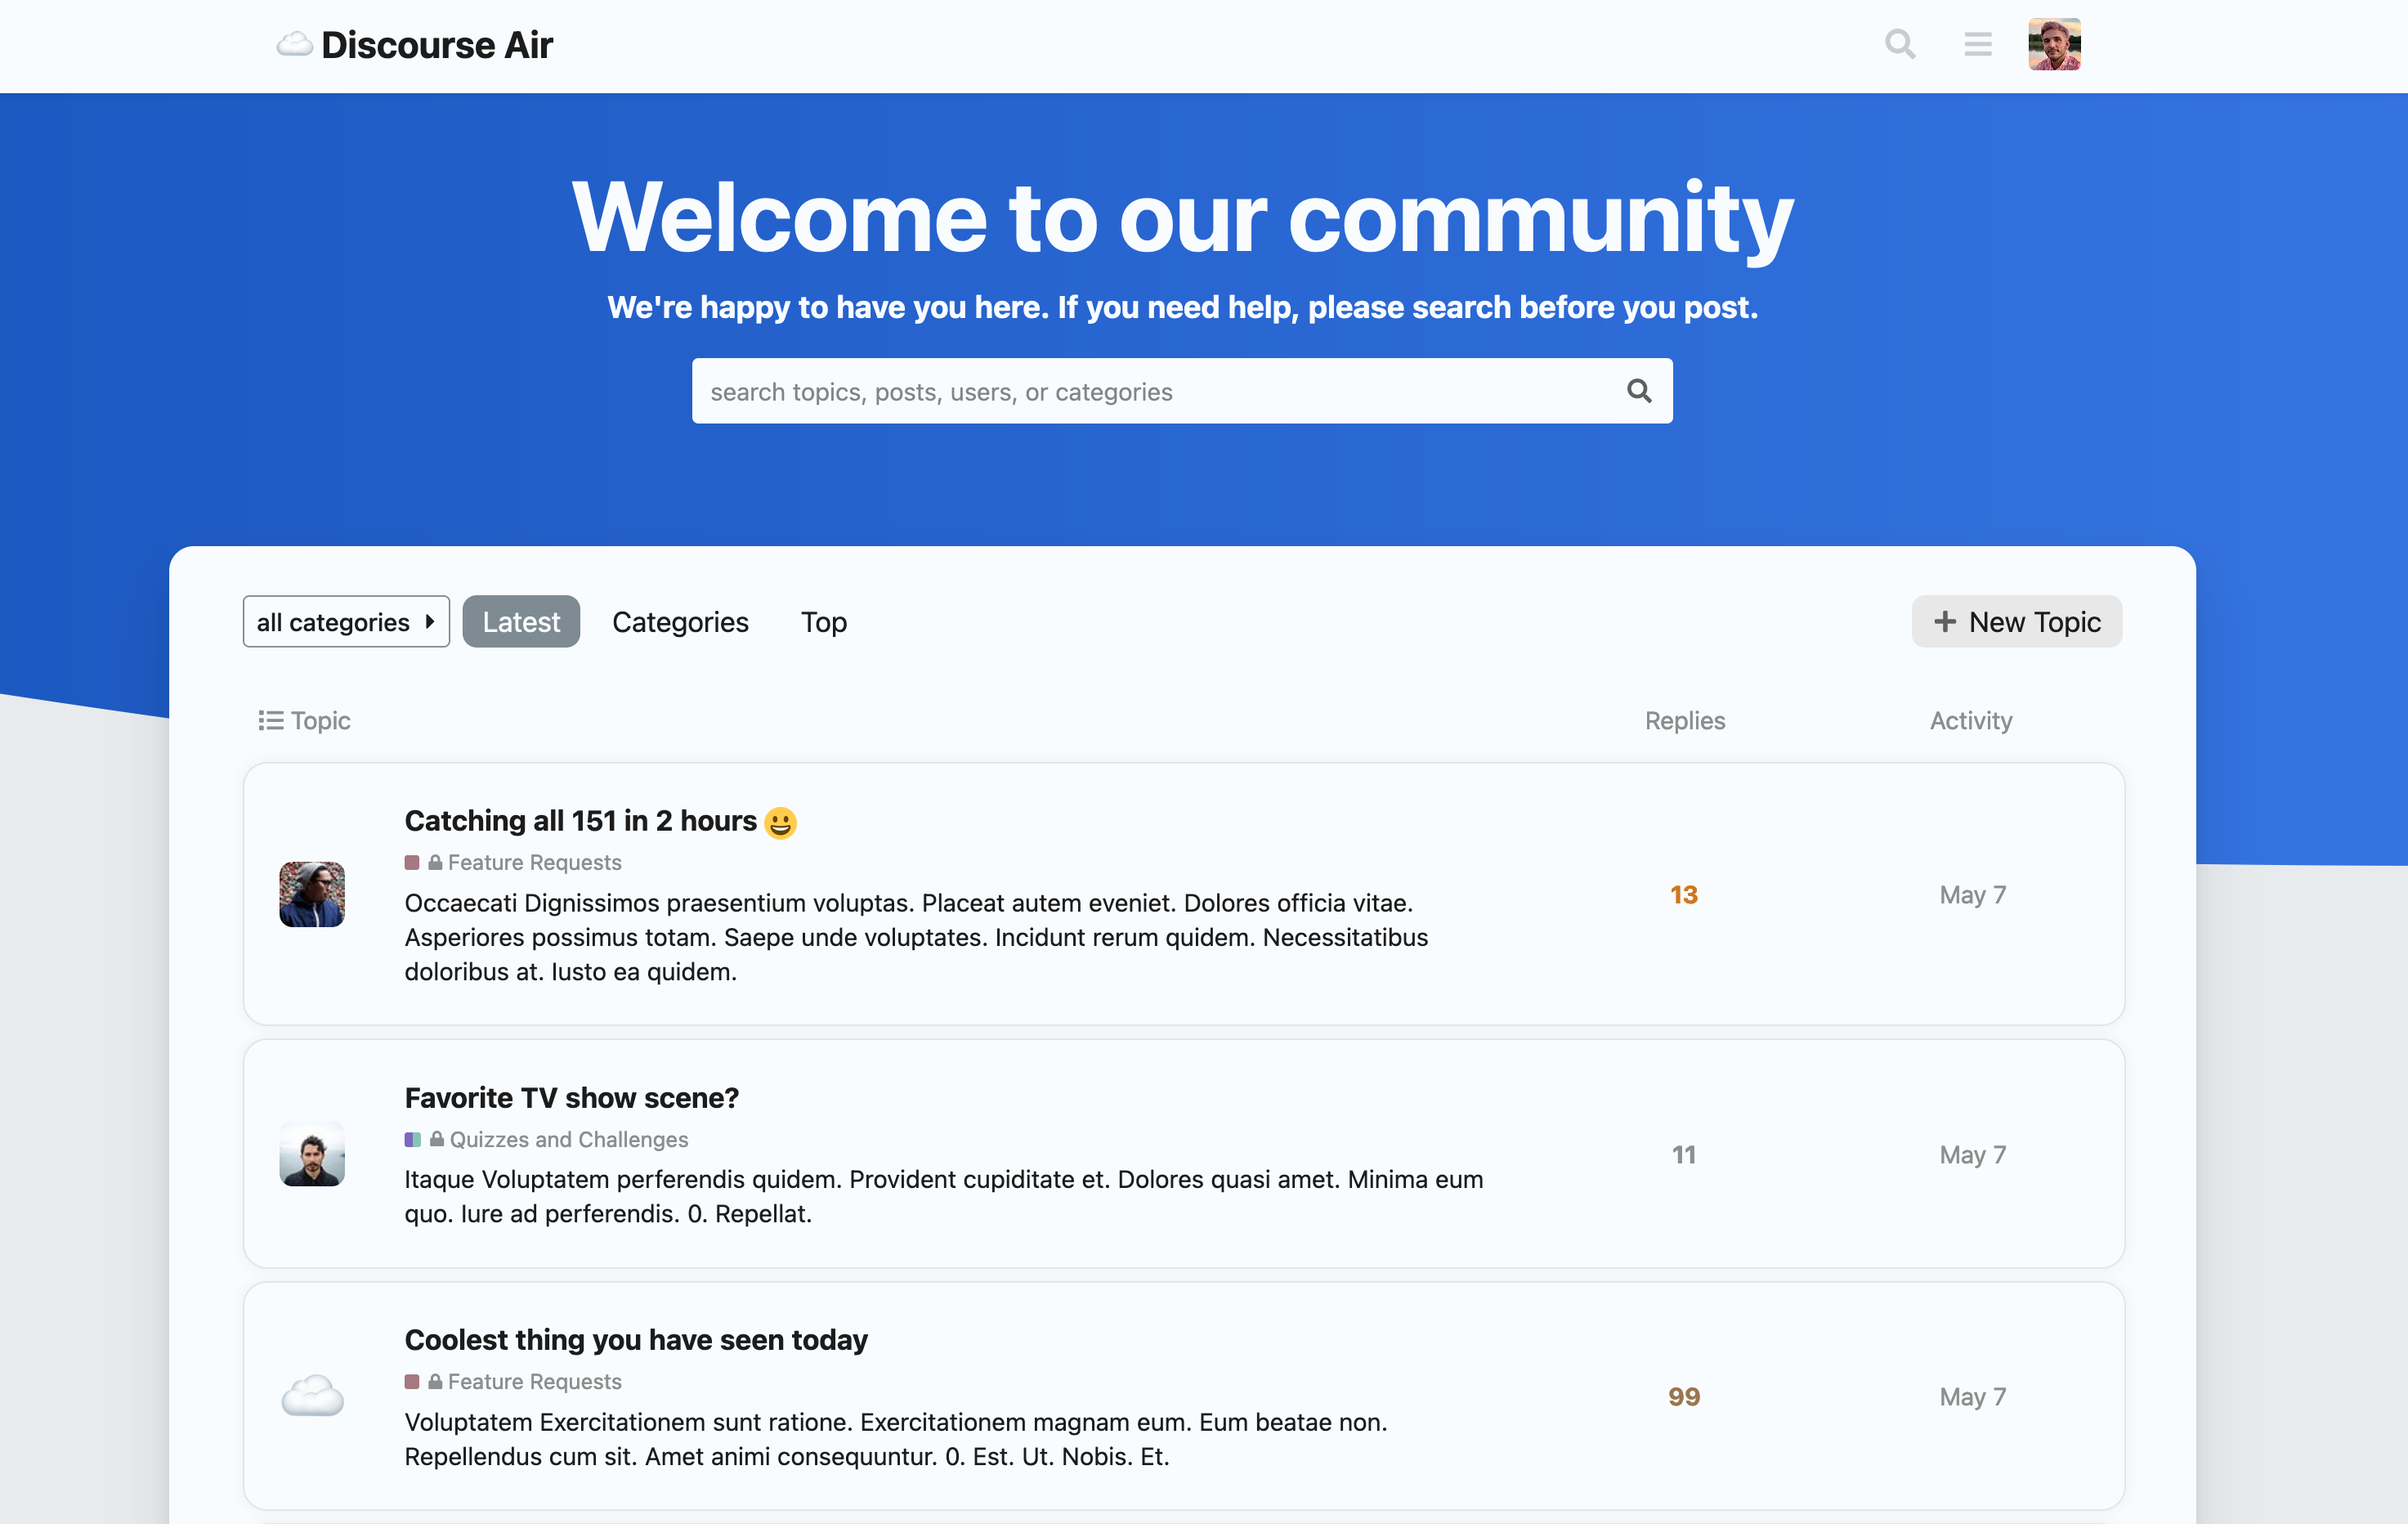 Discourse Air
Welcome to our community
We're happy to have you here. If you need help, please search before you post.
search topics, posts, users, or categories
all categories
Latest
Categories
Top
New Topic
Topic
Replies
Activity
Catching all 151 in 2 hours
Feature Requests
Occaecati Dignissimos praesentium voluptas. Placeat autem eveniet. Dolores officia vitae.
Asperiores possimus totam. Saepe unde voluptates. Incidunt rerum quidem. Necessitatibus
doloribus at. Iusto ea quidem.
13
May 7
Favorite TV show scene?
Quizzes and Challenges
Itaque Voluptatem perferendis quidem. Provident cupiditate et. Dolores quasi amet. Minima eum
quo. Iure ad perferendis. 0. Repellat.
11
May 7
Coolest thing you have seen today
Feature Requests
Voluptatem Exercitationem sunt ratione. Exercitationem magnam eum. Eum beatae non.
Repellendus cum sit. Amet animi consequuntur. 0. Est. Ut. Nobis. Et.
99
May 7